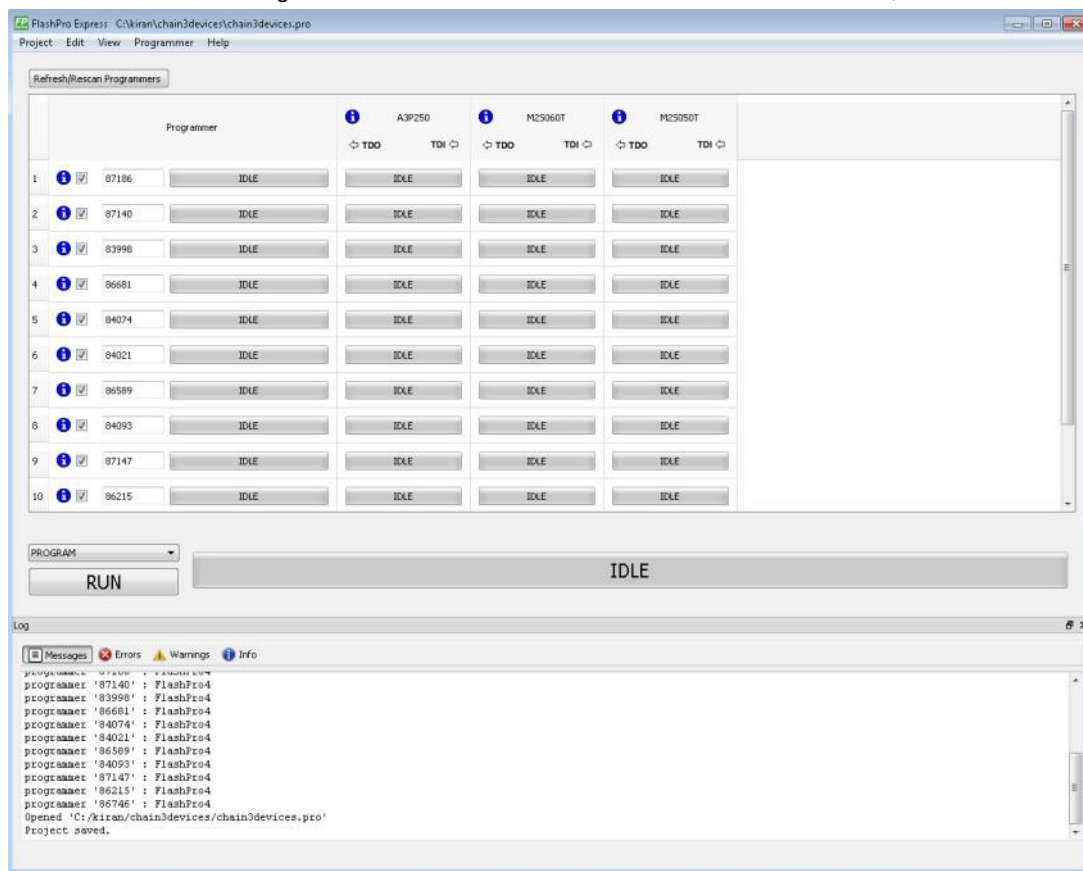 FlashPro Express C:\kiran\chain3devices\chain3devices.pro
Project Edit View Programmer Help
Refresh/Rescan Programmers
Programmer A3P250 M2S060T M2S050T
TDO TDI TDO TDI TDO TDI
1 87186 IDLE IDLE IDLE IDLE
2 87140 IDLE IDLE IDLE IDLE
3 83998 IDLE IDLE IDLE IDLE
4 86681 IDLE IDLE IDLE IDLE
5 84074 IDLE IDLE IDLE IDLE
6 84021 IDLE IDLE IDLE IDLE
7 86589 IDLE IDLE IDLE IDLE
8 84093 IDLE IDLE IDLE IDLE
9 87147 IDLE IDLE IDLE IDLE
10 86215 IDLE IDLE IDLE IDLE
PROGRAM
RUN IDLE
Log
Messages Errors Warnings Info
programmer '87140' : FlashPro4
programmer '83998' : FlashPro4
programmer '86681' : FlashPro4
programmer '84074' : FlashPro4
programmer '84021' : FlashPro4
programmer '86589' : FlashPro4
programmer '84093' : FlashPro4
programmer '87147' : FlashPro4
programmer '86215' : FlashPro4
programmer '86746' : FlashPro4
Opened 'C:/kiran/chain3devices/chain3devices.pro'
Project saved.